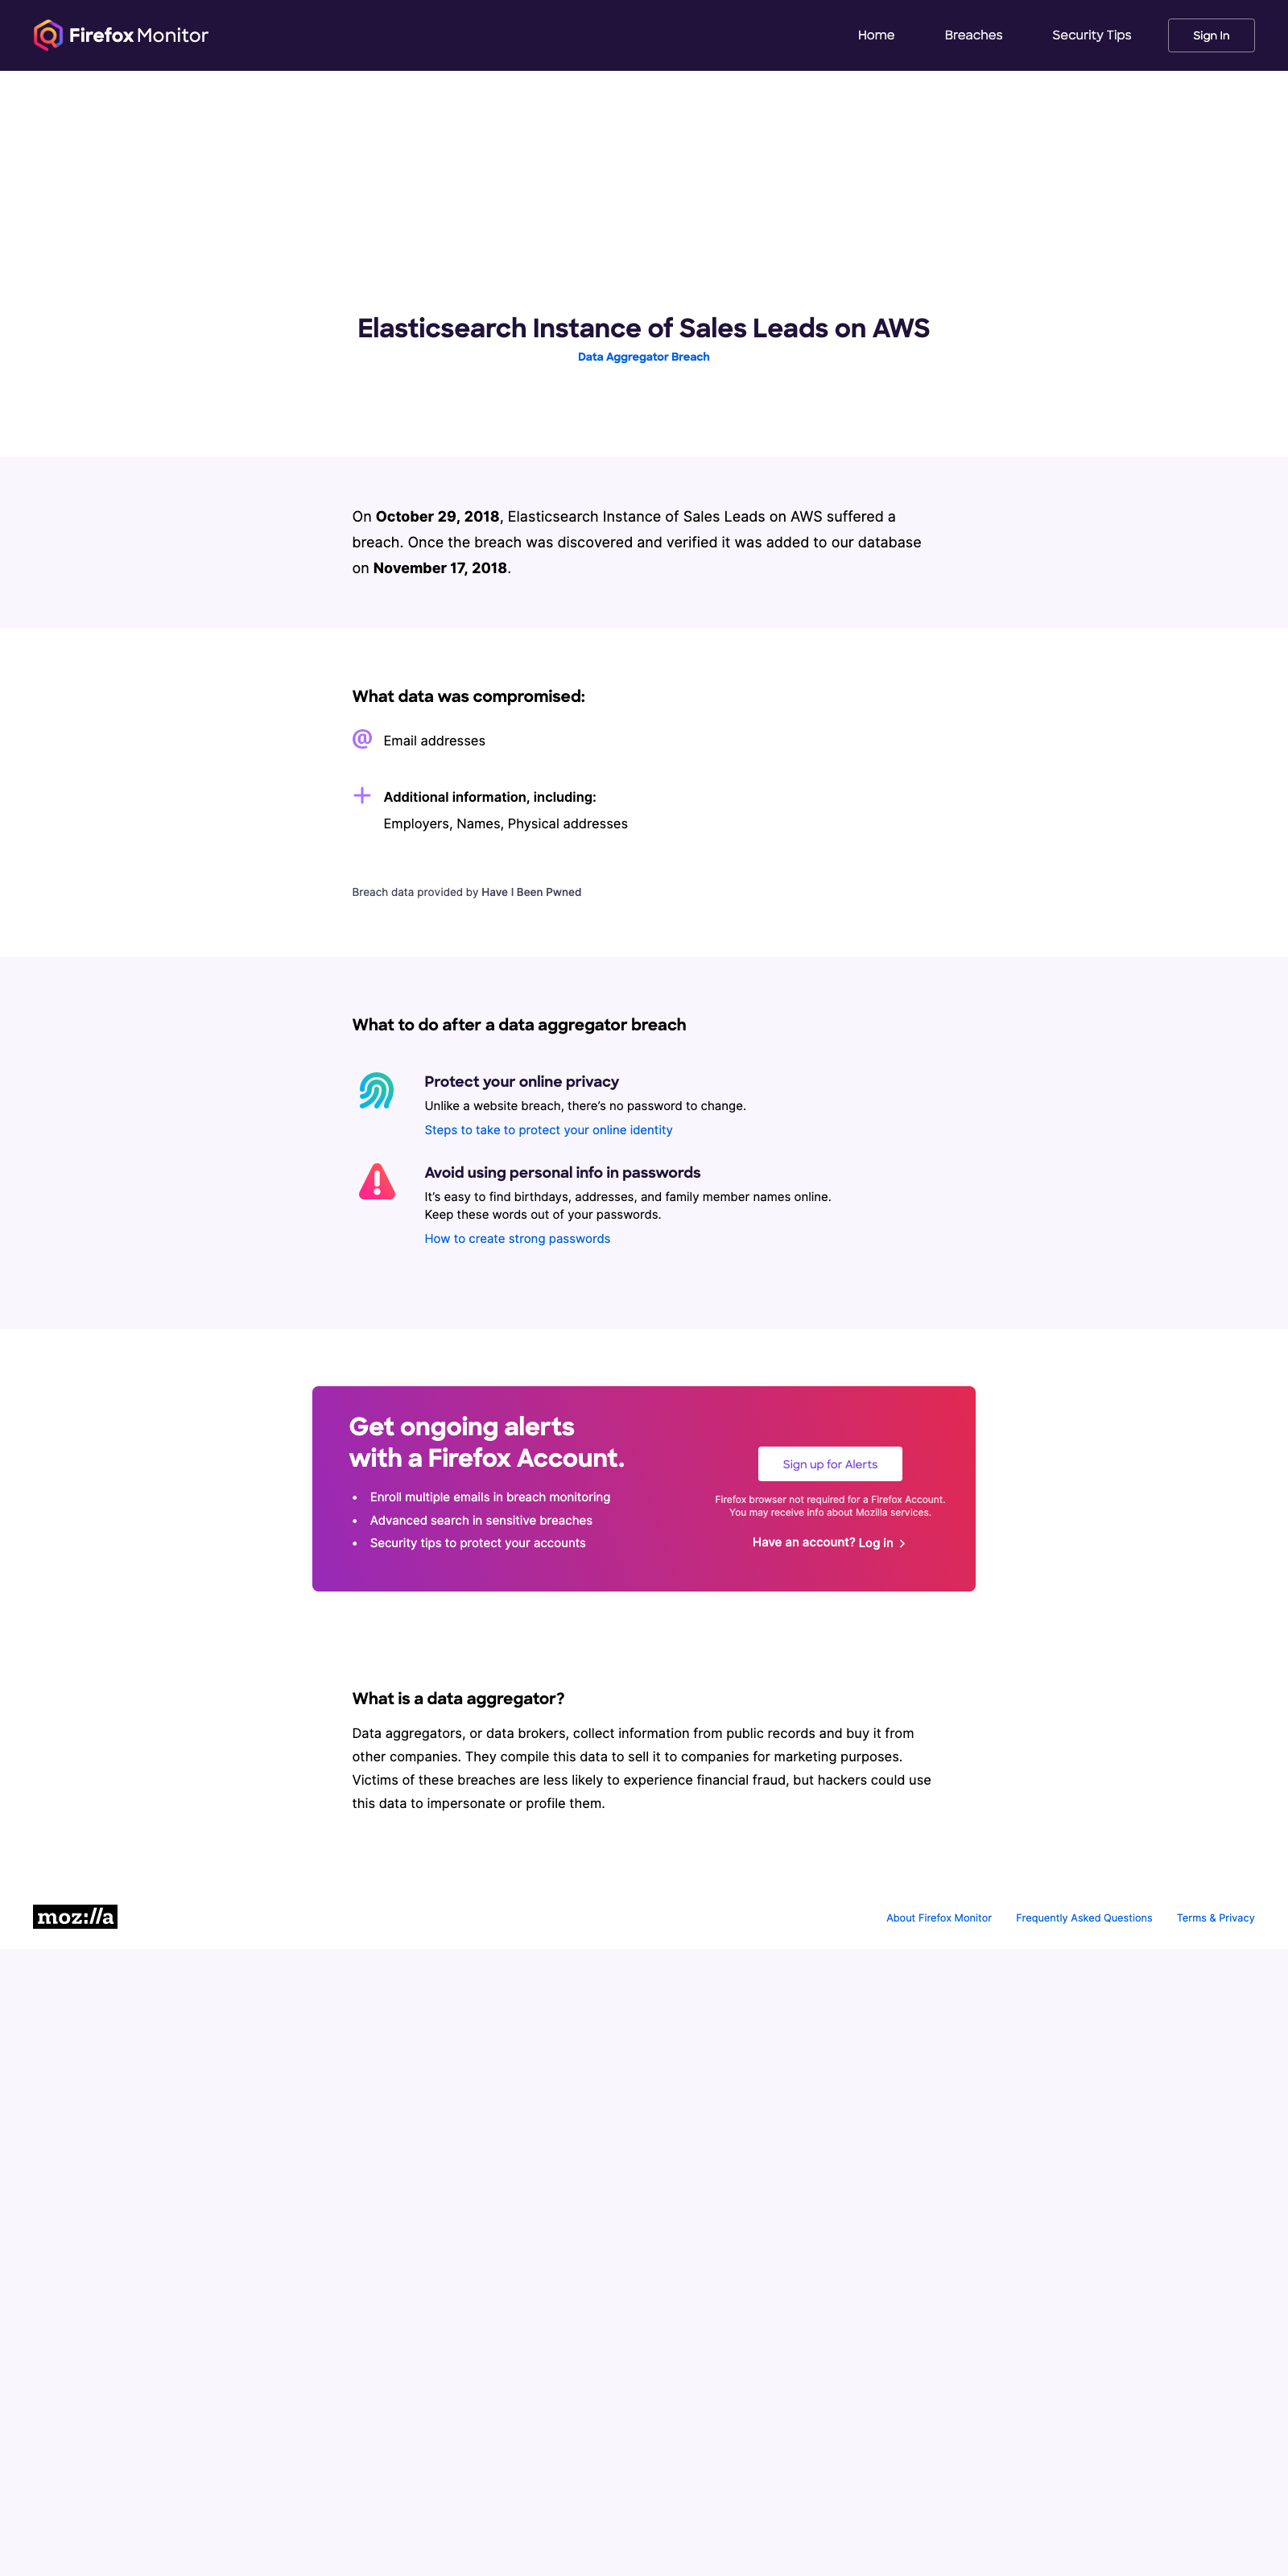 Firefox Monitor
Home
Breaches
Security Tips
Sign In
Elasticsearch Instance of Sales Leads on AWS
Data Aggregator Breach
On October 29, 2018, Elasticsearch Instance of Sales Leads on AWS suffered a
breach. Once the breach was discovered and verified it was added to our database
on November 17, 2018.
What data was compromised:
@ Email addresses
Additional information, including:
Employers, Names, Physical addresses
Breach data provided by Have I Been Pwned
What to do after a data aggregator breach
Protect your online privacy
Unlike a website breach, there’s no password to change.
Steps to take to protect your online identity
Avoid using personal info in passwords
It’s easy to find birthdays, addresses, and family member names online.
Keep these words out of your passwords.
How to create strong passwords
Get ongoing alerts
with a Firefox Account.
• Enroll multiple emails in breach monitoring
• Advanced search in sensitive breaches
• Security tips to protect your accounts
Sign up for Alerts
Firefox browser not required for a Firefox Account.
You may receive info about Mozilla services.
Have an account? Log in
What is a data aggregator?
Data aggregators, or data brokers, collect information from public records and buy it from
other companies. They compile this data to sell it to companies for marketing purposes.
Victims of these breaches are less likely to experience financial fraud, but hackers could use
this data to impersonate or profile them.
moz://a
About Firefox Monitor
Frequently Asked Questions
Terms & Privacy